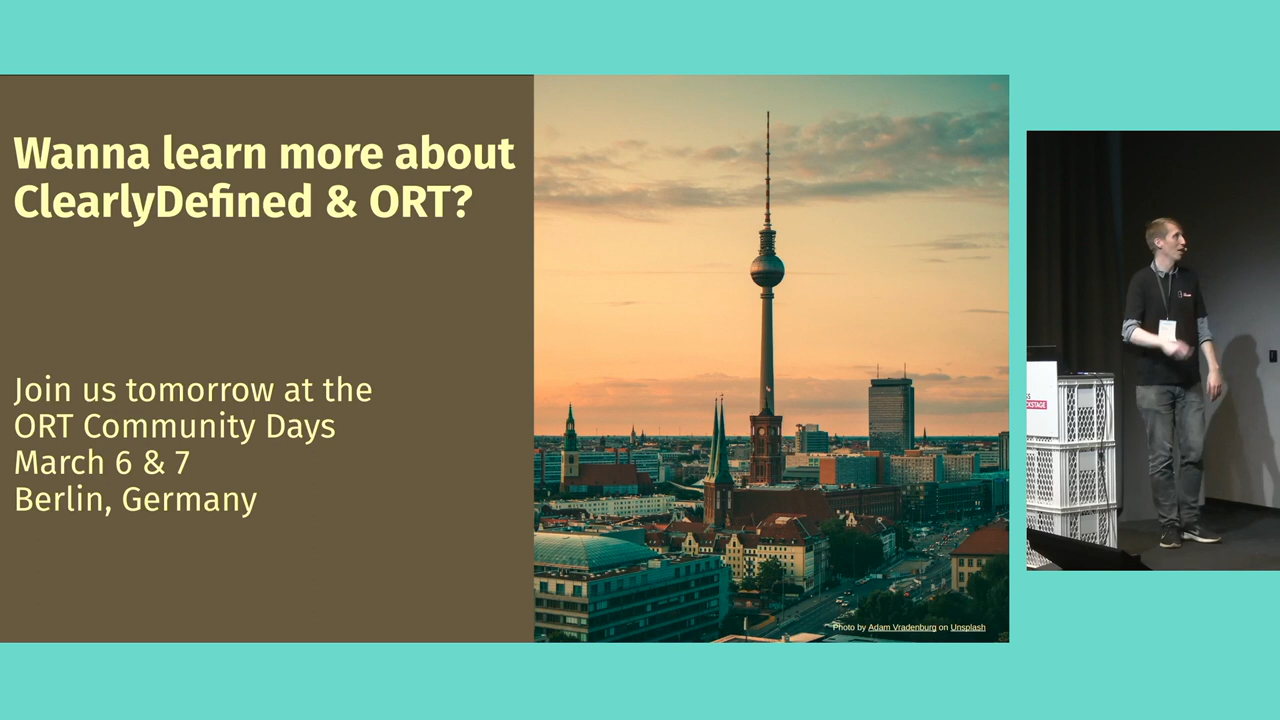 Wanna learn more about
ClearlyDefined & ORT?
Join us tomorrow at the
ORT Community Days
March 6 & 7
Berlin, Germany
Photo by Adam Vradenburg on Unsplash